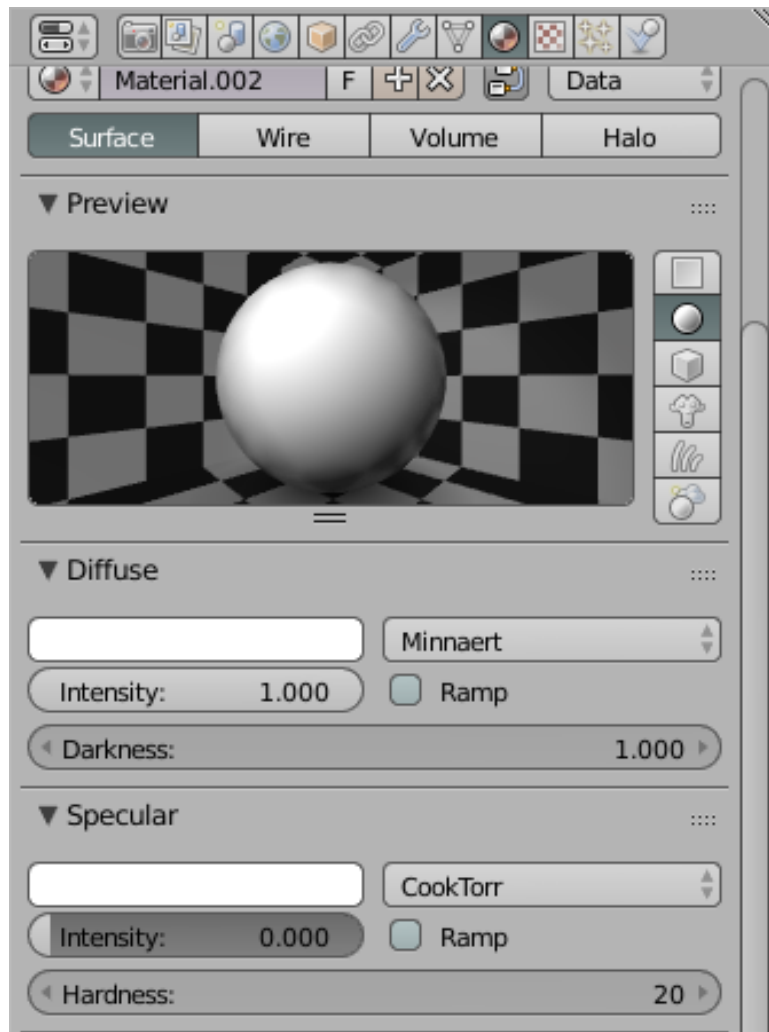 Material.002 F Data
Surface Wire Volume Halo
Preview
Diffuse
Minnaert
Intensity: 1.000 Ramp
Darkness: 1.000
Specular
CookTorr
Intensity: 0.000 Ramp
Hardness: 20